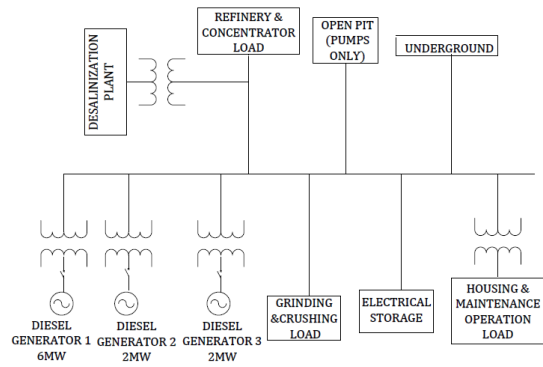 REFINERY &
CONCENTRATOR
LOAD
OPEN PIT
(PUMPS
ONLY)
UNDERGROUND
DESALINIZATION
PLANT
DIESEL
GENERATOR 1
6MW
DIESEL
GENERATOR 2
2MW
DIESEL
GENERATOR 3
2MW
GRINDING
&CRUSHING
LOAD
ELECTRICAL
STORAGE
HOUSING &
MAINTENANCE
OPERATION
LOAD